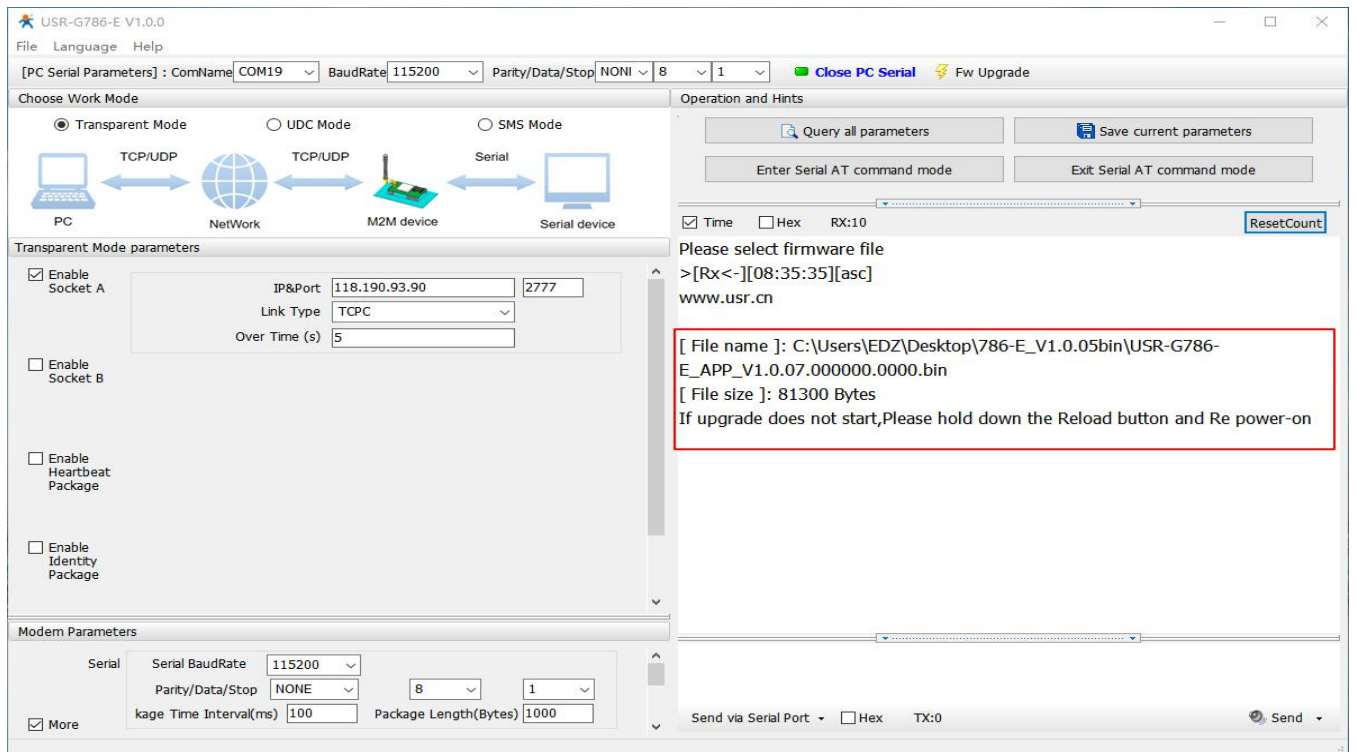 USR-G786-E V1.0.0
File Language Help
[PC Serial Parameters] : ComName COM19 BaudRate 115200 Parity/Data/Stop NONI 8 1 Close PC Serial Fw Upgrade
Choose Work Mode
Transparent Mode UDC Mode SMS Mode
TCP/UDP TCP/UDP Serial
PC NetWork M2M device Serial device
Transparent Mode parameters
Enable
Socket A
IP&Port 118.190.93.90 2777
Link Type TCPC
Over Time (s) 5
Enable
Socket B
Enable
Heartbeat
Package
Enable
Identity
Package
Modem Parameters
Serial Serial BaudRate 115200
Parity/Data/Stop NONE 8 1
kage Time Interval(ms) 100 Package Length(Bytes) 1000
More
Operation and Hints
Query all parameters Save current parameters
Enter Serial AT command mode Exit Serial AT command mode
Time Hex RX:10 ResetCount
Please select firmware file
>[Rx<-][08:35:35][asc]
www.usr.cn
[ File name ]: C:\Users\EDZ\Desktop\786-E_V1.0.05bin\USR-G786-
E_APP_V1.0.07.000000.0000.bin
[ File size ]: 81300 Bytes
If upgrade does not start,Please hold down the Reload button and Re power-on
Send via Serial Port Hex TX:0 Send